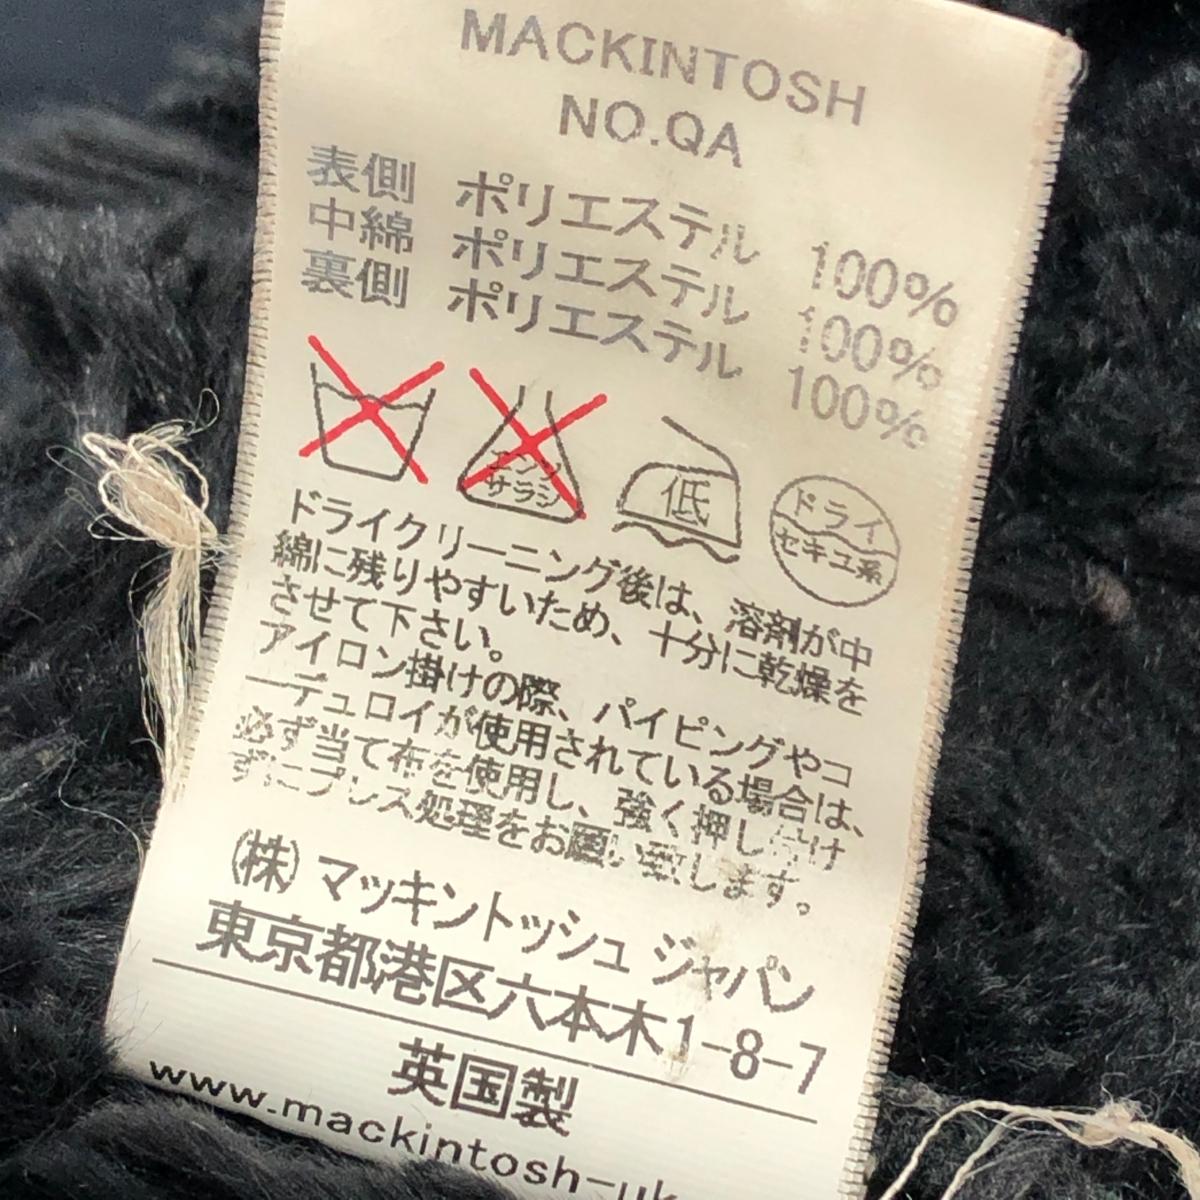 MACKINTOSH
NO.QA
表側 ポリエステル 100%
中綿 ポリエステル 100%
裏側 ポリエステル 100%
エンソ
サラシ
低
ドライ
セキユ系
ドライクリーニング後は、溶剤が中
綿に残りやすいため、十分に乾燥を
させて下さい。
アイロン掛けの際、パイピングやコ
ーデュロイが使用されている場合は、
必ず当て布を使用し、強く押し付け
ずにプレス処理をお願い致します。
(株)マッキントッシュ ジャパン
東京都港区六本木1-8-7
英国製
www.mackintosh-uk